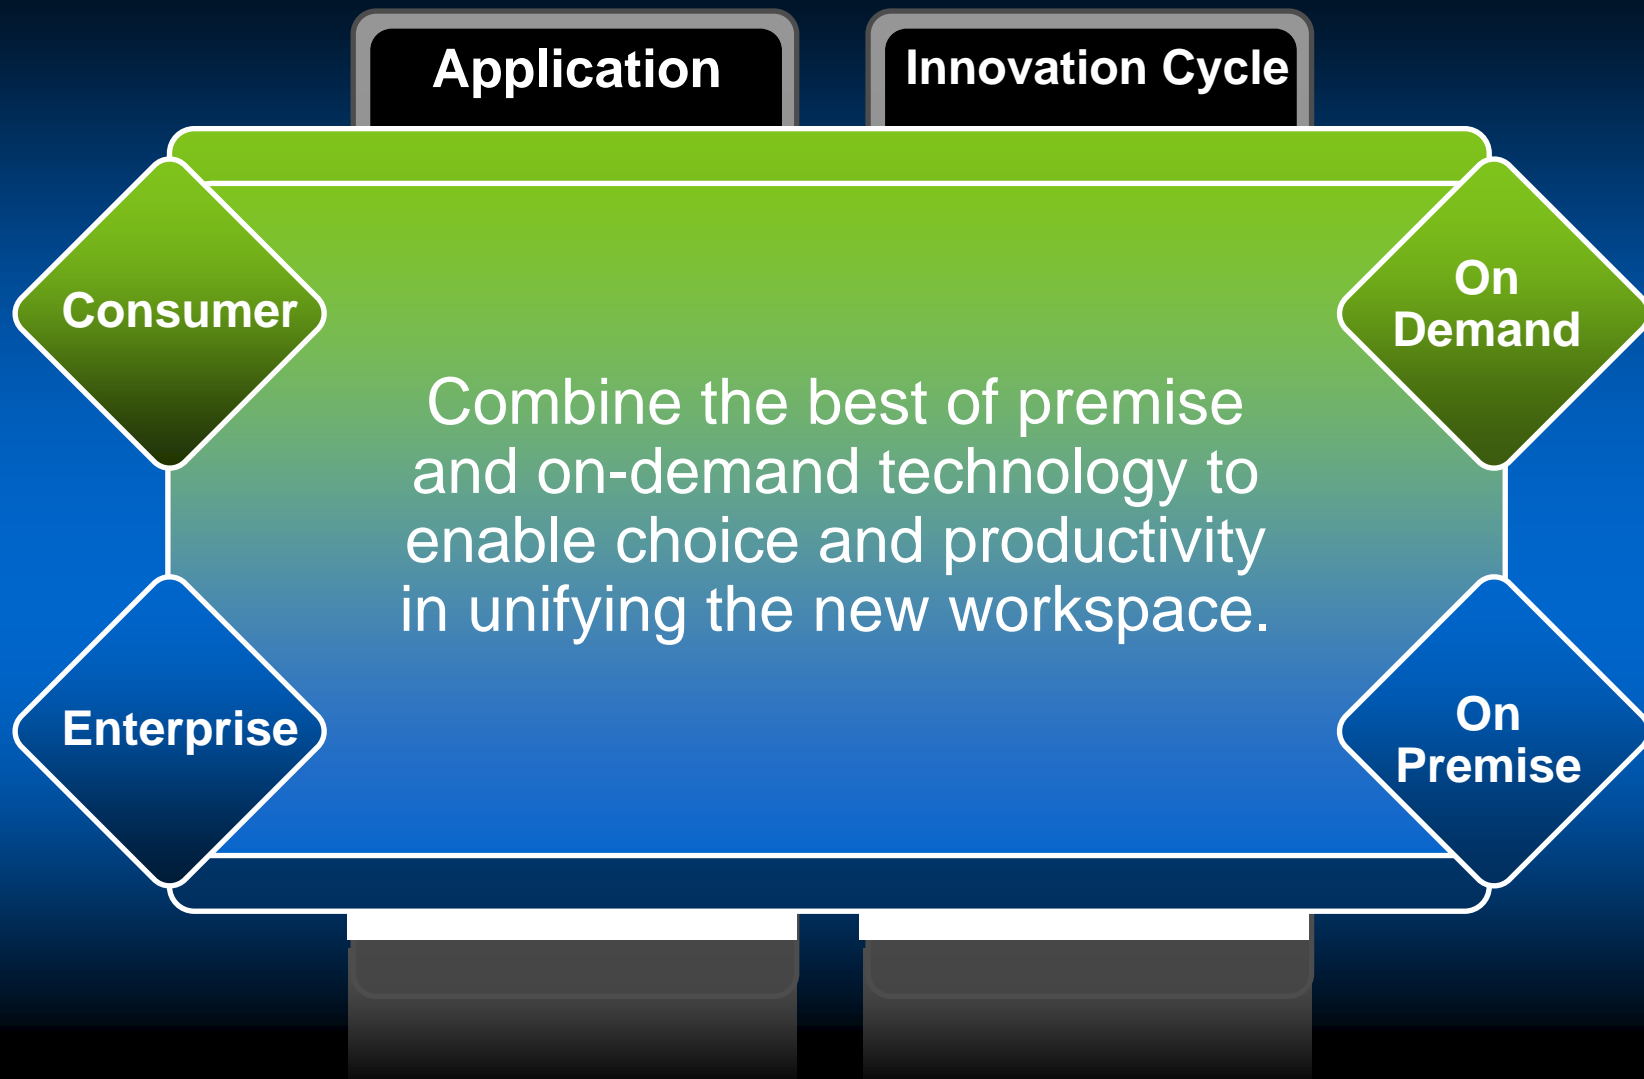 Application
Innovation Cycle
Consumer
On
Demand
Combine the best of premise
and on-demand technology to
enable choice and productivity
in unifying the new workspace.
Enterprise
On
Premise